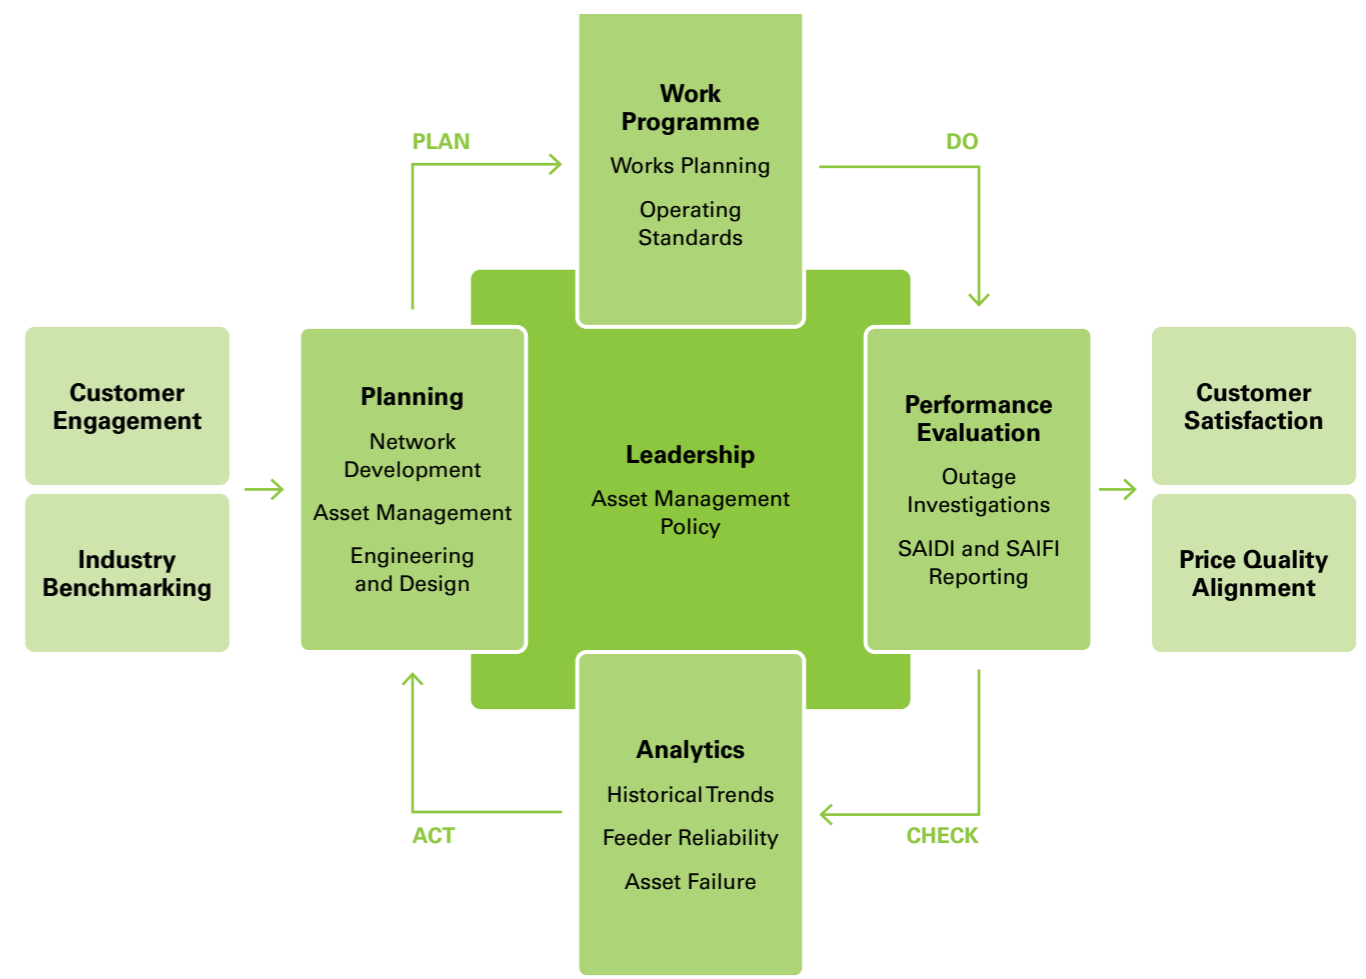 Work
Programme
Works Planning
Operating
Standards
PLAN
DO
Customer
Engagement
Industry
Benchmarking
Planning
Network
Development
Asset Management
Engineering
and Design
Leadership
Asset Management
Policy
Performance
Evaluation
Outage
Investigations
SAIDI and SAIFI
Reporting
Customer
Satisfaction
Price Quality
Alignment
Analytics
Historical Trends
Feeder Reliability
Asset Failure
ACT
CHECK